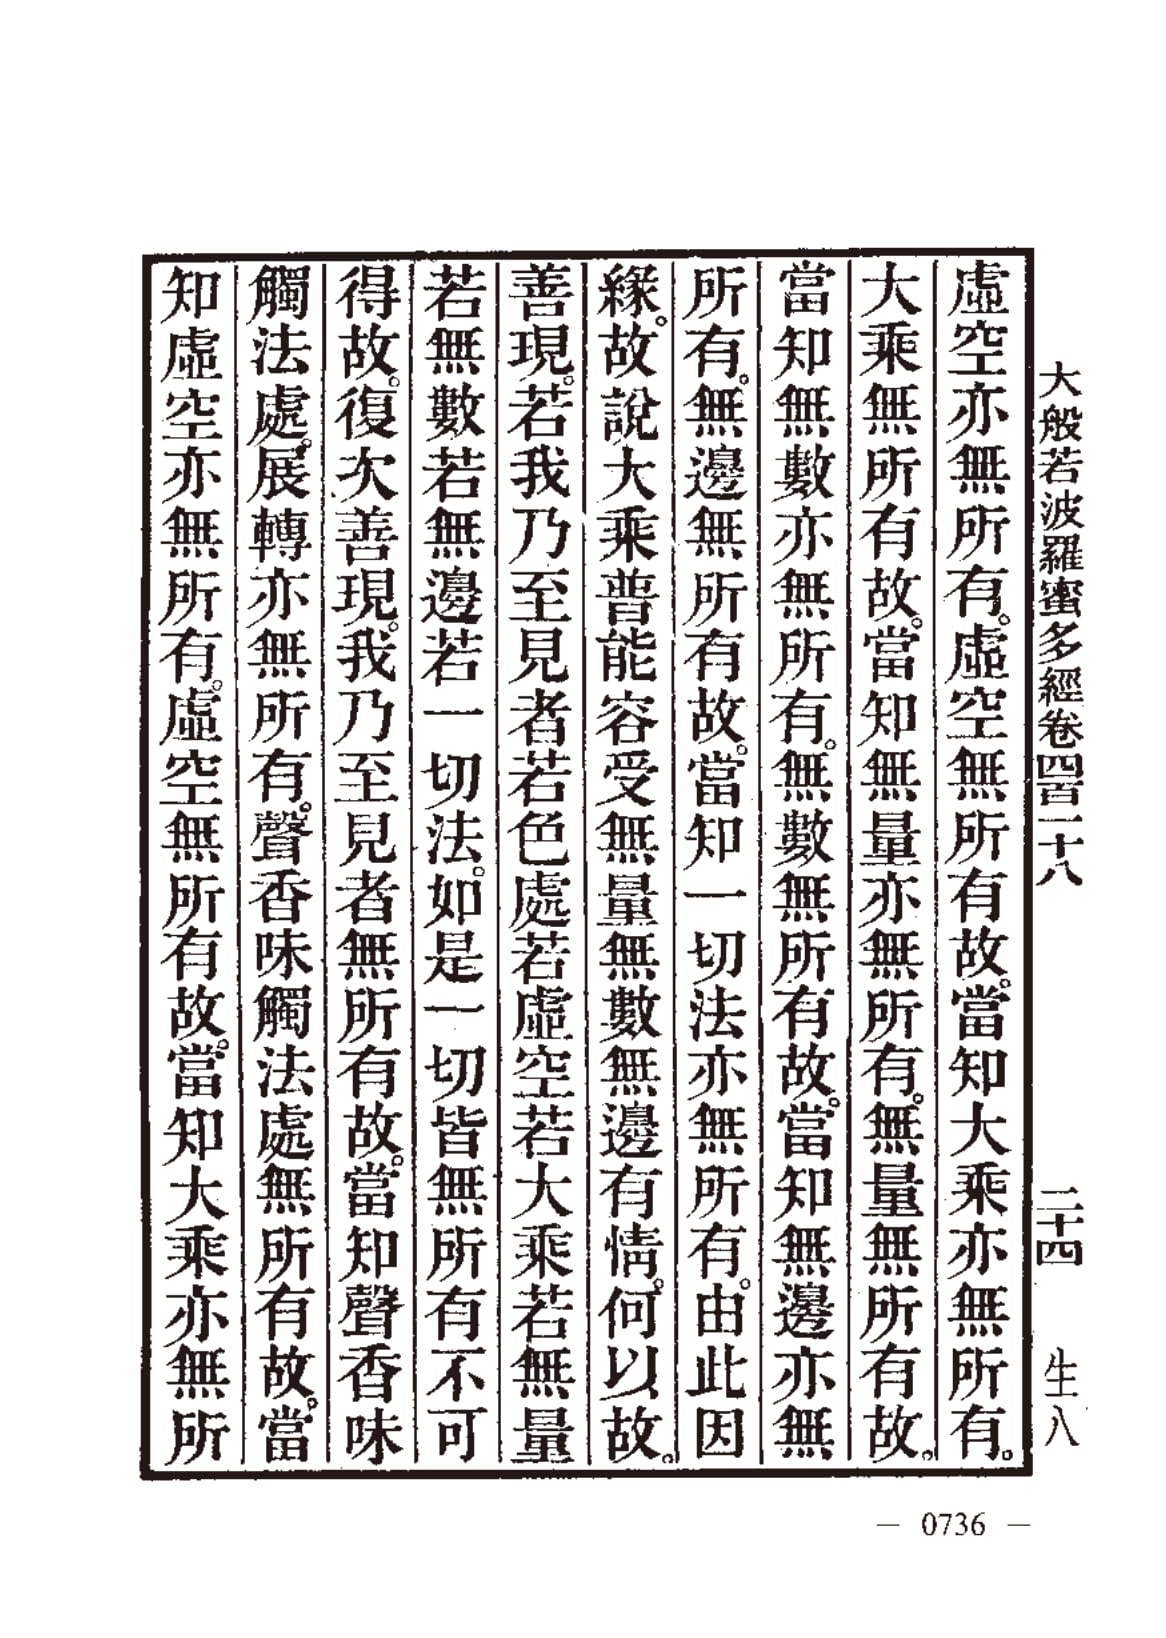 大般若波羅蜜多經卷四百一十八　二十四　生八
虛空亦無所有。虛空無所有故。當知大乘亦無所有。
大乘無所有故。當知無量亦無所有。無量無所有故。
當知無數亦無所有。無數無所有故。當知無邊亦無
所有。無邊無所有故。當知一切法亦無所有。由此因
緣。故說大乘普能容受無量無數無邊有情。何以故。
善現。若我乃至見者若色處若虛空若大乘若無量
若無數若無邊若一切法。如是一切皆無所有不可
得故。復次善現。我乃至見者無所有故。當知聲香味
觸法處。展轉亦無所有。聲香味觸法處無所有故。當
知虛空亦無所有。虛空無所有故。當知大乘亦無所
— 0736 —